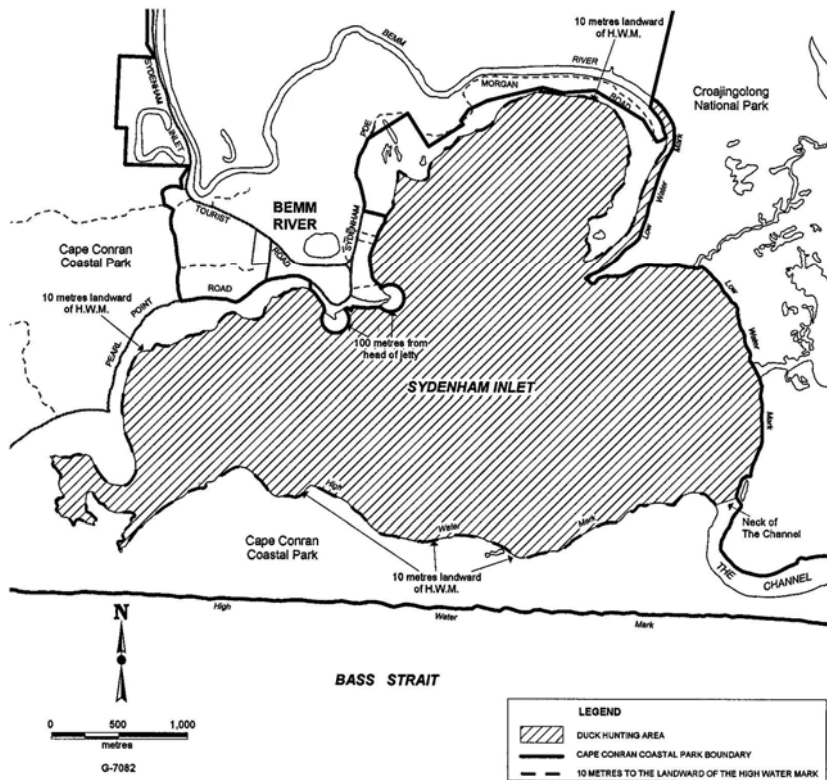 10 metres landward
of H.W.M.
BEMM
RIVER
MORGAN
ROAD
Croajingolong
National Park
SYDENHAM
INLET
PDE
SYDENHAM
Mark
Water
Low
BEMM
RIVER
TOURIST
ROAD
Cape Conran
Coastal Park
ROAD
POINT
PEARL
10 metres landward
of H.W.M.
100 metres from
head of jetty
Low
Water
Mark
SYDENHAM INLET
High
Water
Mark
Neck of
The Channel
Cape Conran
Coastal Park
10 metres landward
of H.W.M.
THE
CHANNEL
High
Water
Mark
N
BASS STRAIT
0 500 1,000
metres
G-7082
LEGEND
DUCK HUNTING AREA
CAPE CONRAN COASTAL PARK BOUNDARY
10 METRES TO THE LANDWARD OF THE HIGH WATER MARK